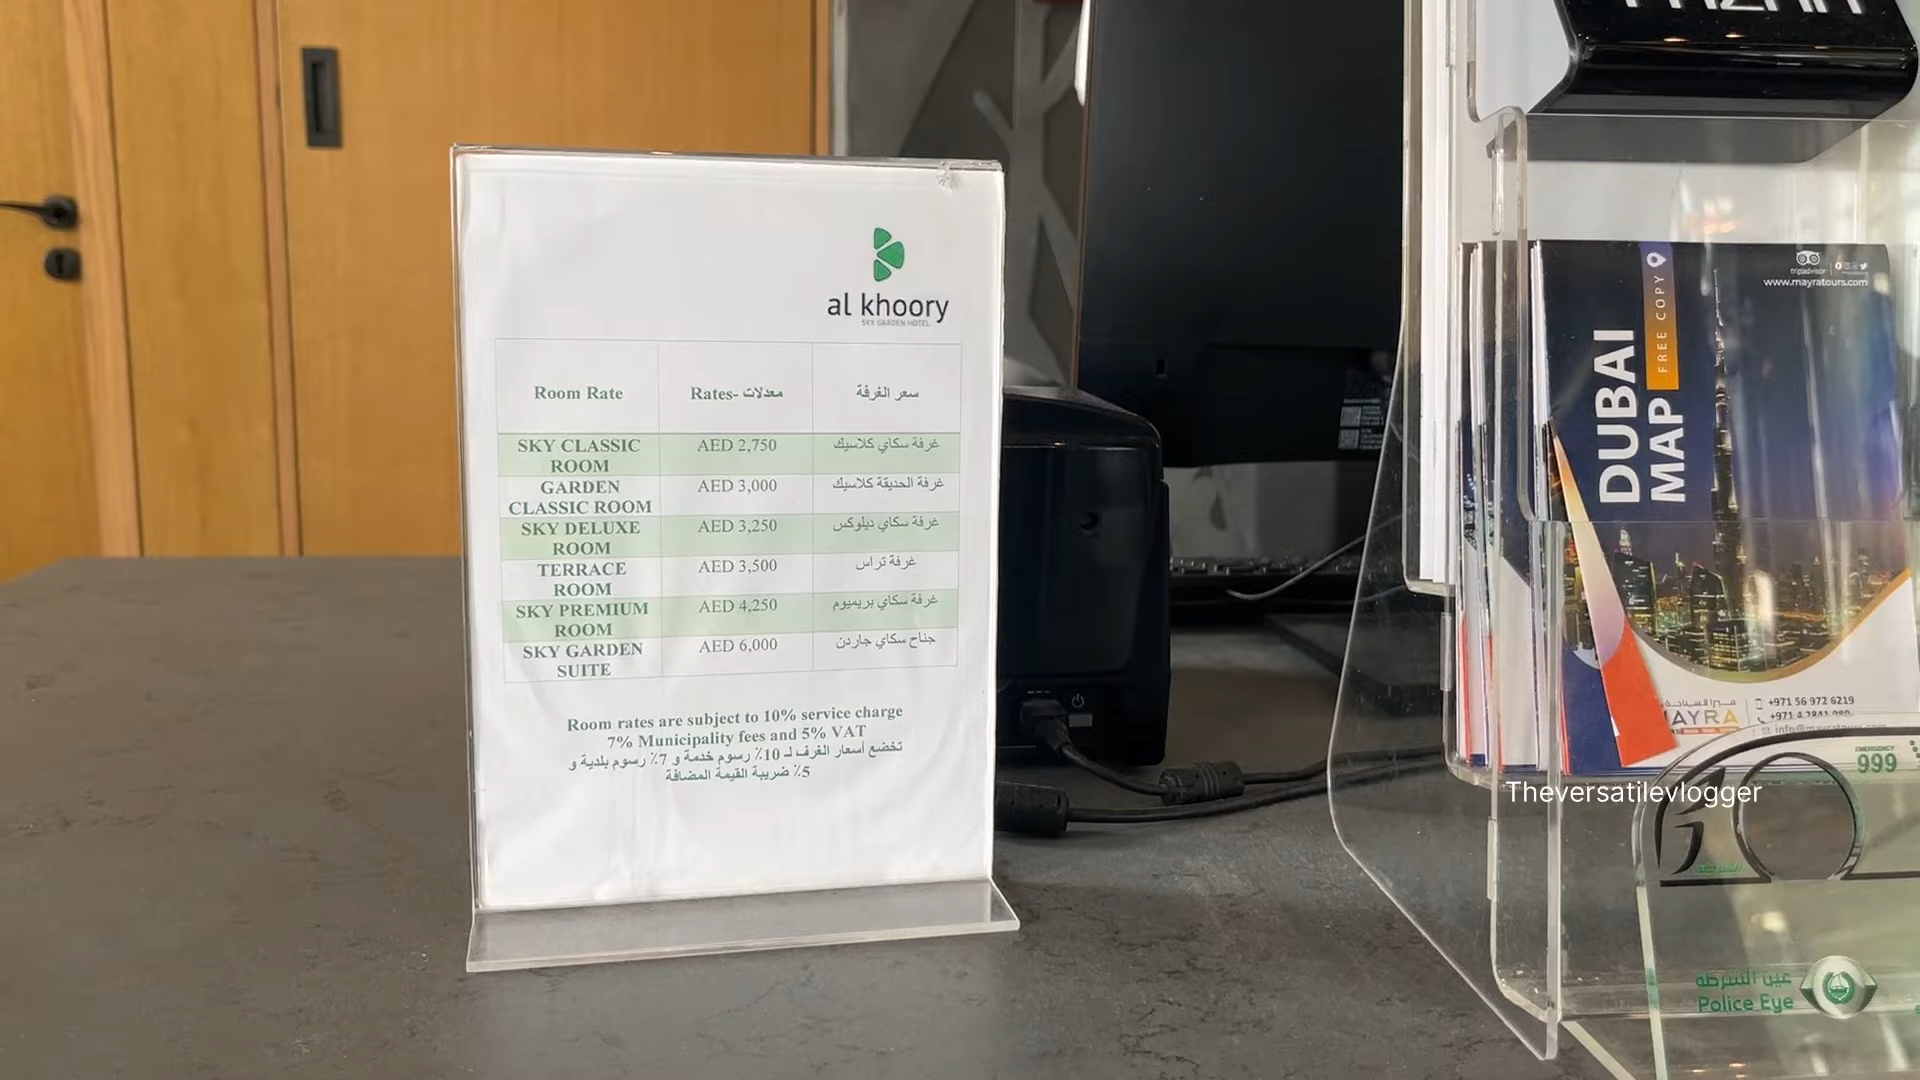 al khoory
SKY GARDEN HOTEL
Room Rate
Rates- معدلات
سعر الغرفة
SKY CLASSIC
ROOM
AED 2,750
غرفة سكاي كلاسيك
GARDEN
CLASSIC ROOM
AED 3,000
غرفة الحديقة كلاسيك
SKY DELUXE
ROOM
AED 3,250
غرفة سكاي ديلوكس
TERRACE
ROOM
AED 3,500
غرفة تراس
SKY PREMIUM
ROOM
AED 4,250
غرفة سكاي بريميوم
SKY GARDEN
SUITE
AED 6,000
جناح سكاي جاردن
Room rates are subject to 10% service charge
7% Municipality fees and 5% VAT
تخضع أسعار الغرف لـ 10٪ رسوم خدمة و 7٪ رسوم بلدية و
5٪ ضريبة القيمة المضافة
tripadvisor
www.mayratours.com
DUBAI
MAP
FREE COPY
MAYRA
+971 56 972 6219
EMERGENCY
999
Theversatilevlogger
عين الشرطة
Police Eye